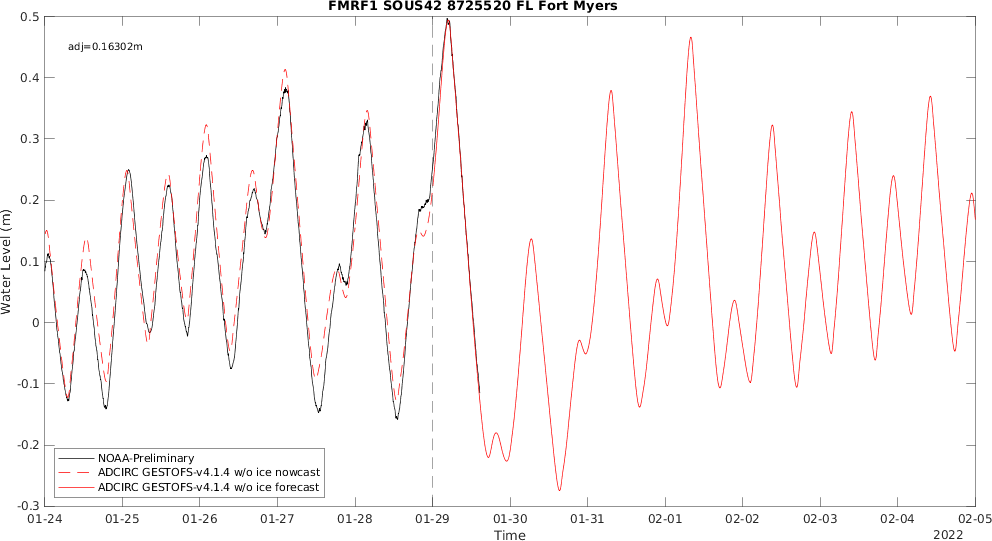 FMRF1 SOUS42 8725520 FL Fort Myers
adj=0.16302m
0.5
0.4
0.3
0.2
0.1
0
-0.1
-0.2
-0.3
Water Level (m)
NOAA-Preliminary
ADCIRC GESTOFS-v4.1.4 w/o ice nowcast
ADCIRC GESTOFS-v4.1.4 w/o ice forecast
01-24 01-25 01-26 01-27 01-28 01-29 01-30 01-31 02-01 02-02 02-03 02-04 02-05
Time
2022